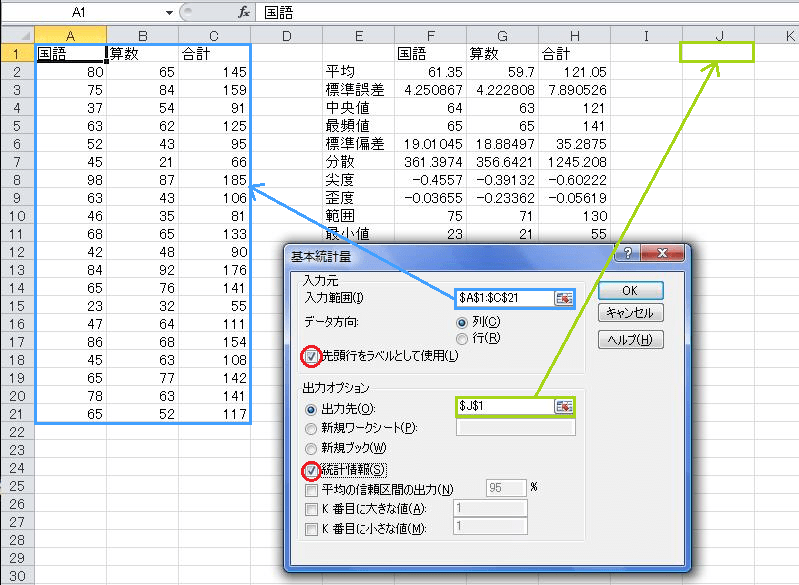 A1 fx 国語
A B C D E F G H I J K
1 国語 算数 合計 国語 算数 合計
2 80 65 145 平均 61.35 59.7 121.05
3 75 84 159 標準誤差 4.250867 4.222808 7.890526
4 37 54 91 中央値 64 63 121
5 63 62 125 最頻値 65 65 141
6 52 43 95 標準偏差 19.01045 18.88497 35.2875
7 45 21 66 分散 361.3974 356.6421 1245.208
8 98 87 185 尖度 -0.4557 -0.39132 -0.60222
9 63 43 106 歪度 -0.03655 -0.23362 -0.05619
10 46 35 81 範囲 75 71 130
11 68 65 133 最小値 23 21 55
12 42 48 90
13 84 92 176
14 65 76 141
15 23 32 55
16 47 64 111
17 86 68 154
18 45 63 108
19 65 77 142
20 78 63 141
21 65 52 117
22
23
24
25
26
27
28
29
30
基本統計量
? X
入力元
入力範囲(I) $A$1:$C$21
データ方向: 列(C)
行(R)
先頭行をラベルとして使用(L)
OK
キャンセル
ヘルプ(H)
出力オプション
出力先(O): $J$1
新規ワークシート(P):
新規ブック(W)
統計情報(S)
平均の信頼区間の出力(N) 95 %
K 番目に大きな値(A): 1
K 番目に小さな値(M): 1